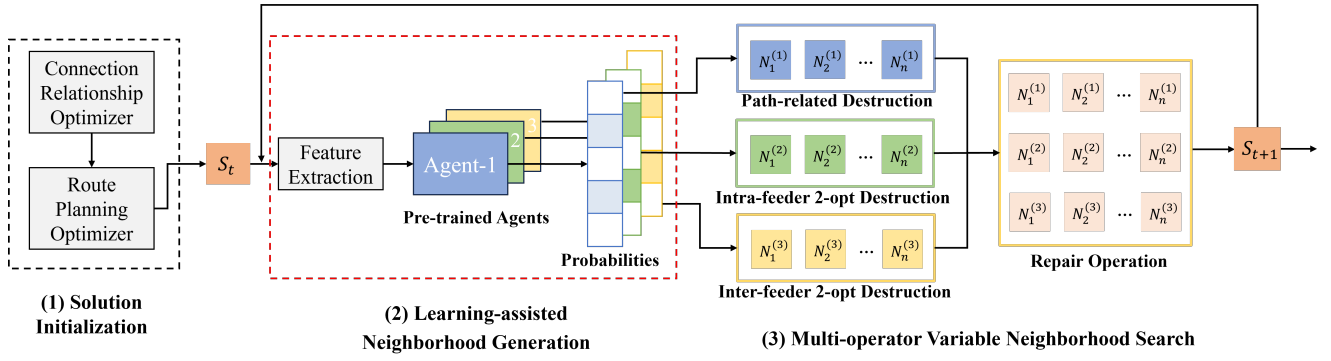 Connection
Relationship
Optimizer
Route
Planning
Optimizer
(1) Solution
Initialization
S_t
Feature
Extraction
Agent-1
2
3
Pre-trained Agents
Probabilities
(2) Learning-assisted
Neighborhood Generation
N_1^{(1)} N_2^{(1)} ... N_n^{(1)}
Path-related Destruction
N_1^{(2)} N_2^{(2)} ... N_n^{(2)}
Intra-feeder 2-opt Destruction
N_1^{(3)} N_2^{(3)} ... N_n^{(3)}
Inter-feeder 2-opt Destruction
N_1^{(1)} N_2^{(1)} ... N_n^{(1)}
N_1^{(2)} N_2^{(2)} ... N_n^{(2)}
N_1^{(3)} N_2^{(3)} ... N_n^{(3)}
Repair Operation
S_{t+1}
(3) Multi-operator Variable Neighborhood Search